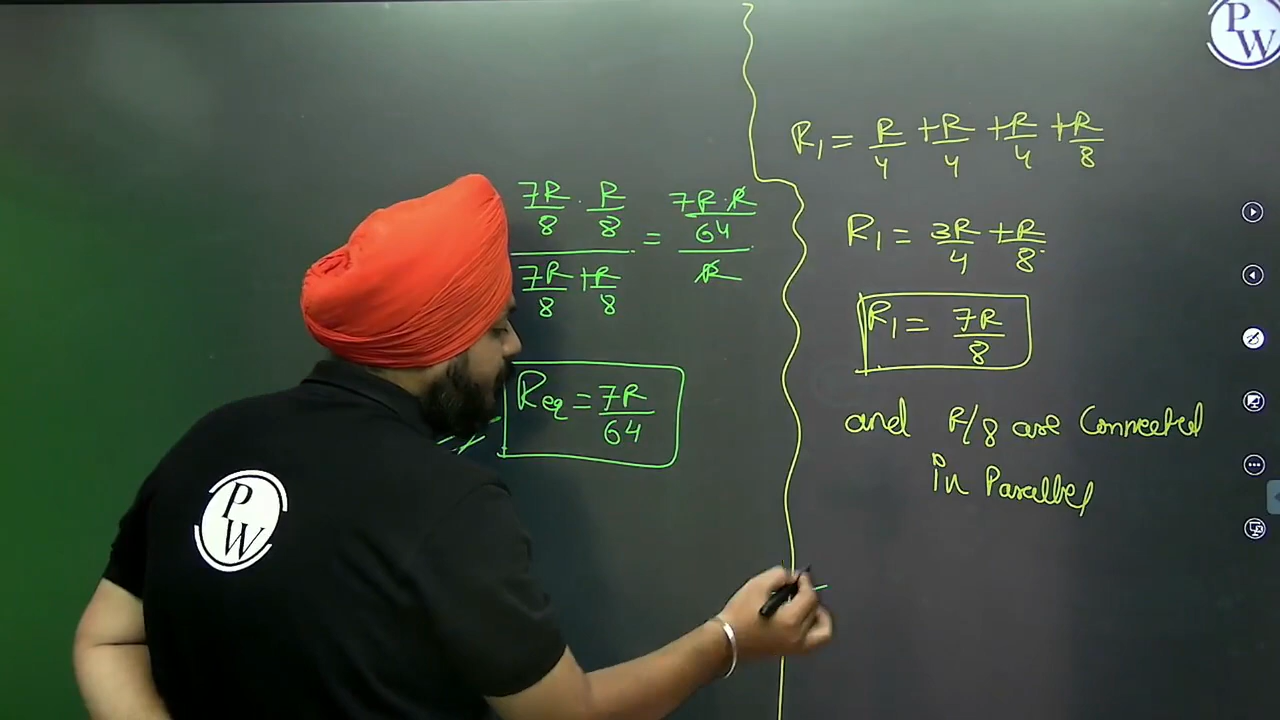 PW
R₁ = R/4 + R/4 + R/4 + R/8
R₁ = 3R/4 + R/8
R₁ = 7R/8
and R/8 are Connected
in Parallel
(7R/8 · R/8) / (7R/8 + R/8) = (7R·R/64) / R
Req = 7R/64
PW